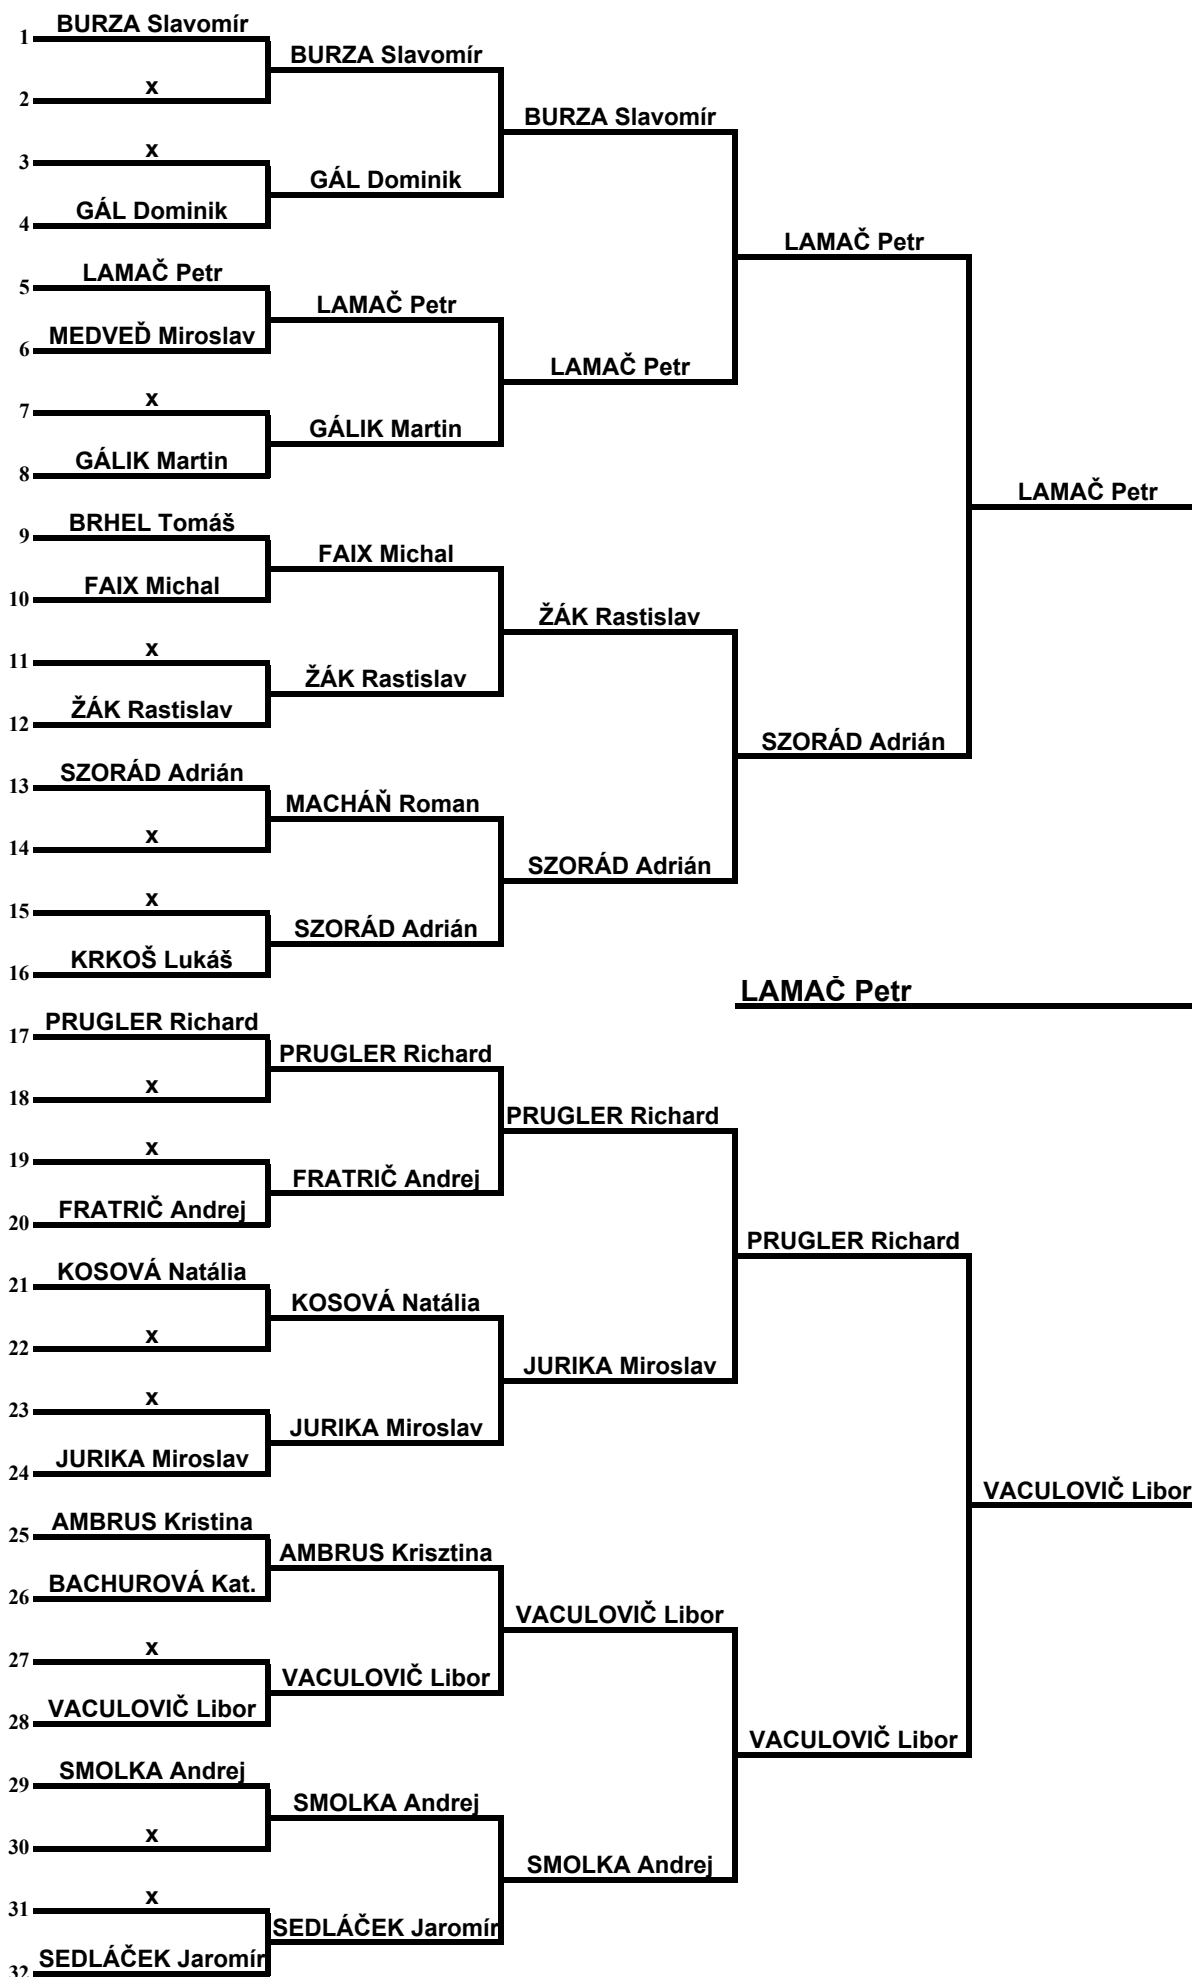 1 BURZA Slavomír
2 x
3 x
4 GÁL Dominik
5 LAMAČ Petr
6 MEDVEĎ Miroslav
7 x
8 GÁLIK Martin
9 BRHEL Tomáš
10 FAIX Michal
11 x
12 ŽÁK Rastislav
13 SZORÁD Adrián
14 x
15 x
16 KRKOŠ Lukáš
17 PRUGLER Richard
18 x
19 x
20 FRATRIČ Andrej
21 KOSOVÁ Natália
22 x
23 x
24 JURIKA Miroslav
25 AMBRUS Kristina
26 BACHUROVÁ Kat.
27 x
28 VACULOVIČ Libor
29 SMOLKA Andrej
30 x
31 x
32 SEDLÁČEK Jaromír
BURZA Slavomír
GÁL Dominik
LAMAČ Petr
GÁLIK Martin
FAIX Michal
ŽÁK Rastislav
MACHÁŇ Roman
SZORÁD Adrián
PRUGLER Richard
FRATRIČ Andrej
KOSOVÁ Natália
JURIKA Miroslav
AMBRUS Krisztina
VACULOVIČ Libor
SMOLKA Andrej
SEDLÁČEK Jaromír
BURZA Slavomír
LAMAČ Petr
ŽÁK Rastislav
SZORÁD Adrián
PRUGLER Richard
JURIKA Miroslav
VACULOVIČ Libor
SMOLKA Andrej
LAMAČ Petr
SZORÁD Adrián
PRUGLER Richard
VACULOVIČ Libor
LAMAČ Petr
VACULOVIČ Libor
LAMAČ Petr